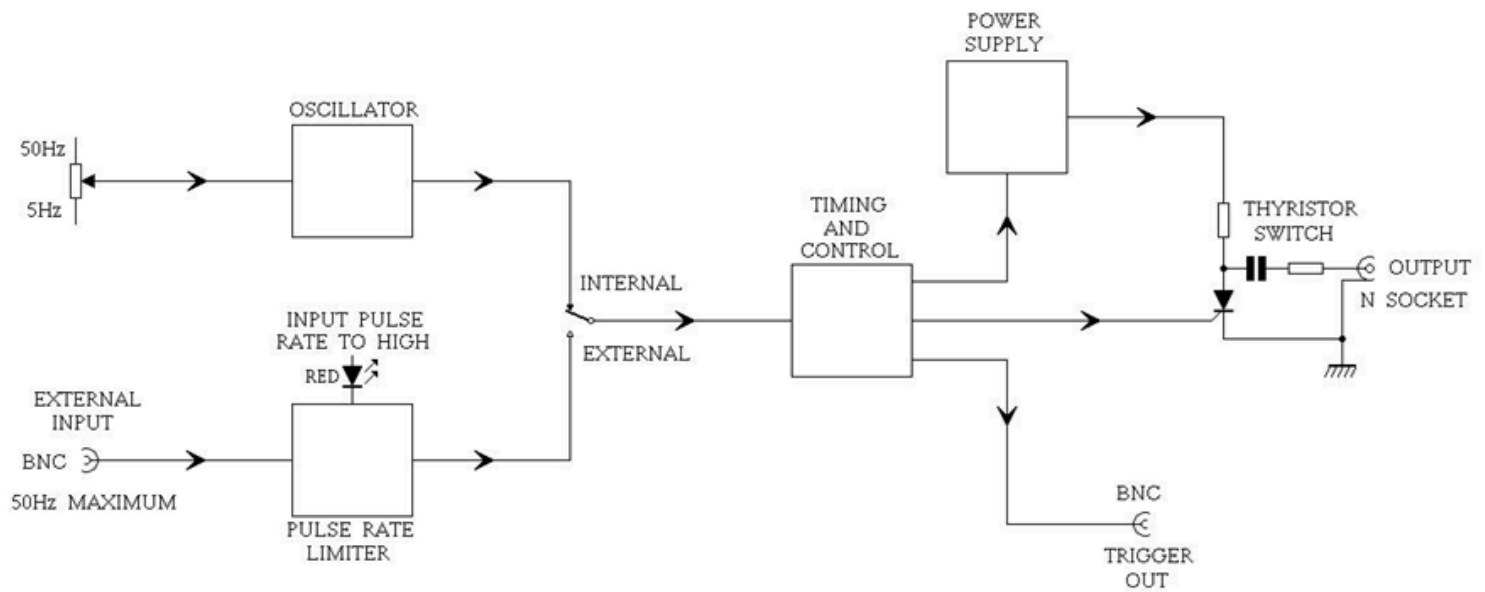 POWER
SUPPLY
OSCILLATOR
50Hz
5Hz
TIMING
AND
CONTROL
THYRISTOR
SWITCH
OUTPUT
N SOCKET
INTERNAL
EXTERNAL
INPUT PULSE
RATE TO HIGH
RED
EXTERNAL
INPUT
BNC
50Hz MAXIMUM
PULSE RATE
LIMITER
BNC
TRIGGER
OUT